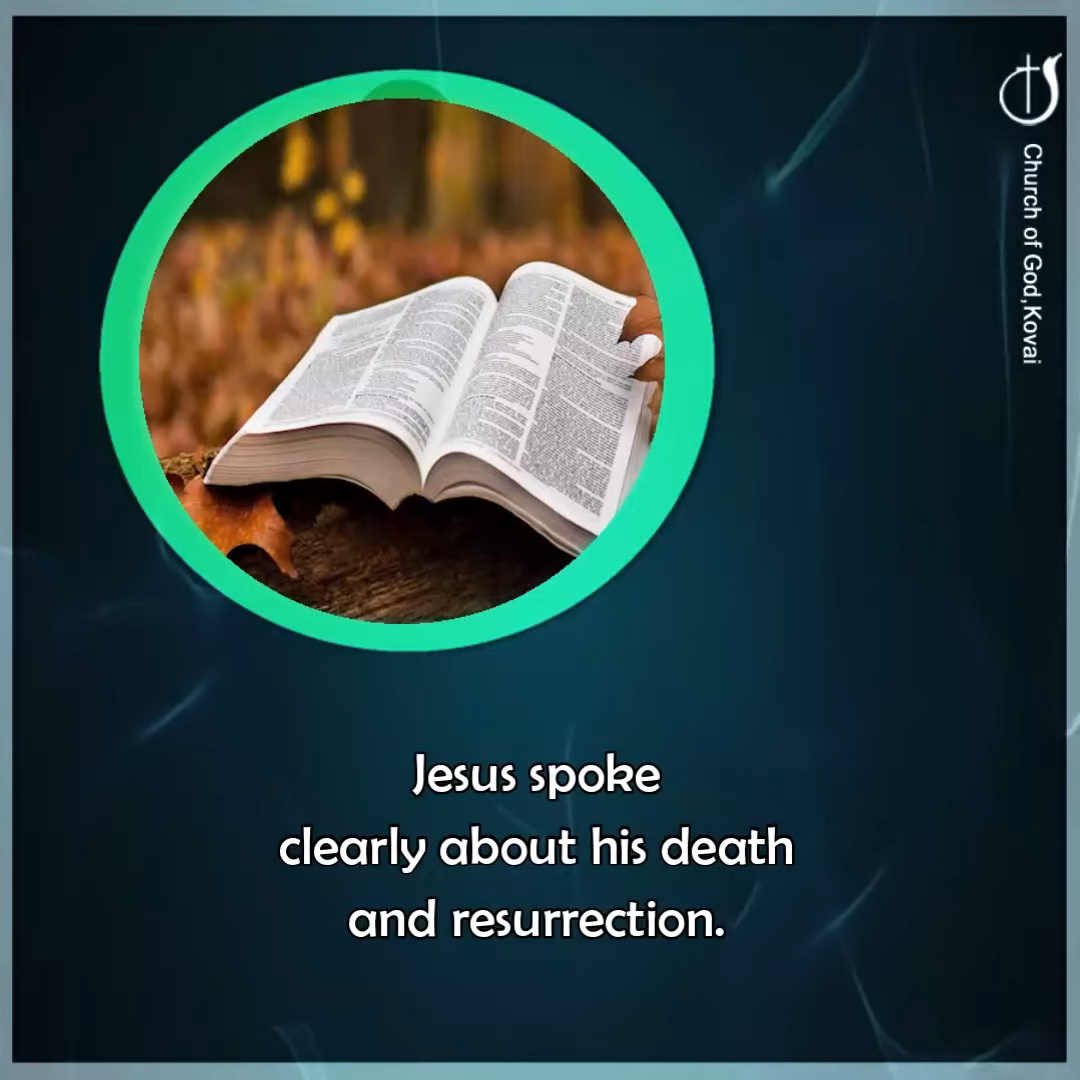 Church of God,Kovai
Jesus spoke
clearly about his death
and resurrection.